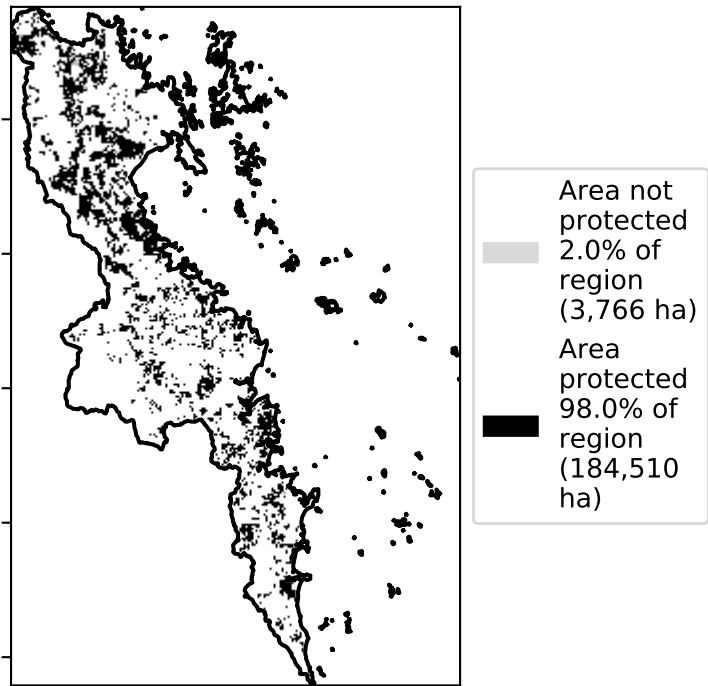 Area not
protected
2.0% of
region
(3,766 ha)
Area
protected
98.0% of
region
(184,510
ha)